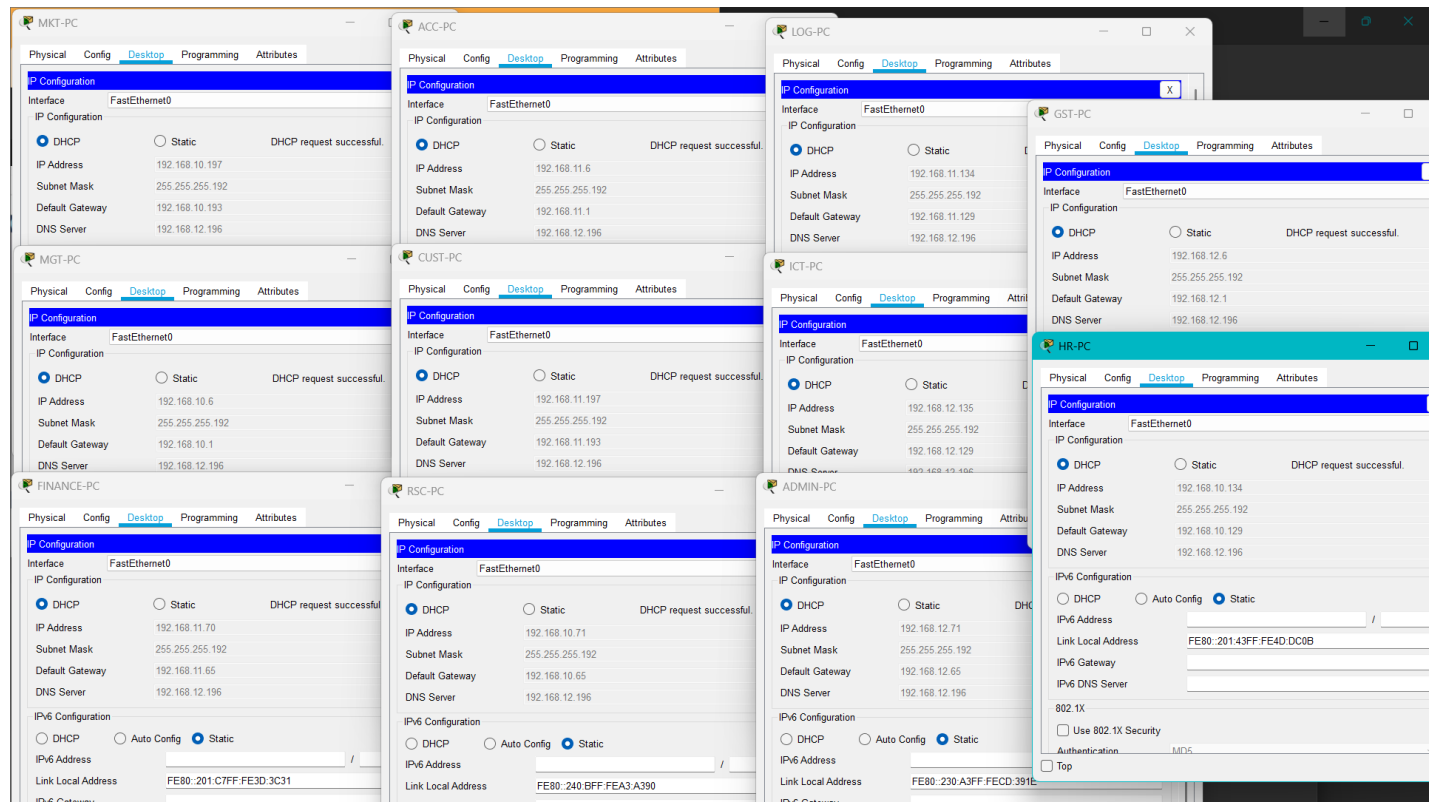 MKT-PC
Physical Config Desktop Programming Attributes
IP Configuration
Interface FastEthernet0
IP Configuration
DHCP Static DHCP request successful.
IP Address 192.168.10.197
Subnet Mask 255.255.255.192
Default Gateway 192.168.10.193
DNS Server 192.168.12.196
ACC-PC
Physical Config Desktop Programming Attributes
IP Configuration
Interface FastEthernet0
IP Configuration
DHCP Static DHCP request successful.
IP Address 192.168.11.6
Subnet Mask 255.255.255.192
Default Gateway 192.168.11.1
DNS Server 192.168.12.196
LOG-PC
Physical Config Desktop Programming Attributes
IP Configuration X
Interface FastEthernet0
IP Configuration
DHCP Static
IP Address 192.168.11.134
Subnet Mask 255.255.255.192
Default Gateway 192.168.11.129
DNS Server 192.168.12.196
GST-PC
Physical Config Desktop Programming Attributes
IP Configuration
Interface FastEthernet0
IP Configuration
DHCP Static DHCP request successful.
IP Address 192.168.12.6
Subnet Mask 255.255.255.192
Default Gateway 192.168.12.1
DNS Server 192.168.12.196
MGT-PC
Physical Config Desktop Programming Attributes
IP Configuration
Interface FastEthernet0
IP Configuration
DHCP Static DHCP request successful.
IP Address 192.168.10.6
Subnet Mask 255.255.255.192
Default Gateway 192.168.10.1
DNS Server 192.168.12.196
CUST-PC
Physical Config Desktop Programming Attributes
IP Configuration
Interface FastEthernet0
IP Configuration
DHCP Static DHCP request successful.
IP Address 192.168.11.197
Subnet Mask 255.255.255.192
Default Gateway 192.168.11.193
DNS Server 192.168.12.196
ICT-PC
Physical Config Desktop Programming Attri
IP Configuration
Interface FastEthernet0
IP Configuration
DHCP Static
IP Address 192.168.12.135
Subnet Mask 255.255.255.192
Default Gateway 192.168.12.129
DNS Server 192.168.12.196
HR-PC
Physical Config Desktop Programming Attributes
IP Configuration
Interface FastEthernet0
IP Configuration
DHCP Static DHCP request successful.
IP Address 192.168.10.134
Subnet Mask 255.255.255.192
Default Gateway 192.168.10.129
DNS Server 192.168.12.196
IPv6 Configuration
DHCP Auto Config Static
IPv6 Address /
Link Local Address FE80::201:43FF:FE4D:DC0B
IPv6 Gateway
IPv6 DNS Server
802.1X
Use 802.1X Security
Authentication MD5
Top
FINANCE-PC
Physical Config Desktop Programming Attributes
IP Configuration
Interface FastEthernet0
IP Configuration
DHCP Static DHCP request successful
IP Address 192.168.11.70
Subnet Mask 255.255.255.192
Default Gateway 192.168.11.65
DNS Server 192.168.12.196
IPv6 Configuration
DHCP Auto Config Static
IPv6 Address /
Link Local Address FE80::201:C7FF:FE3D:3C31
IPv6 Gateway
RSC-PC
Physical Config Desktop Programming Attributes
IP Configuration
Interface FastEthernet0
IP Configuration
DHCP Static DHCP request successful.
IP Address 192.168.10.71
Subnet Mask 255.255.255.192
Default Gateway 192.168.10.65
DNS Server 192.168.12.196
IPv6 Configuration
DHCP Auto Config Static
IPv6 Address /
Link Local Address FE80::240:BFF:FEA3:A390
ADMIN-PC
Physical Config Desktop Programming Attribu
IP Configuration
Interface FastEthernet0
IP Configuration
DHCP Static DHC
IP Address 192.168.12.71
Subnet Mask 255.255.255.192
Default Gateway 192.168.12.65
DNS Server 192.168.12.196
IPv6 Configuration
DHCP Auto Config Static
IPv6 Address
Link Local Address FE80::230:A3FF:FECD:391E
IPv6 Gateway